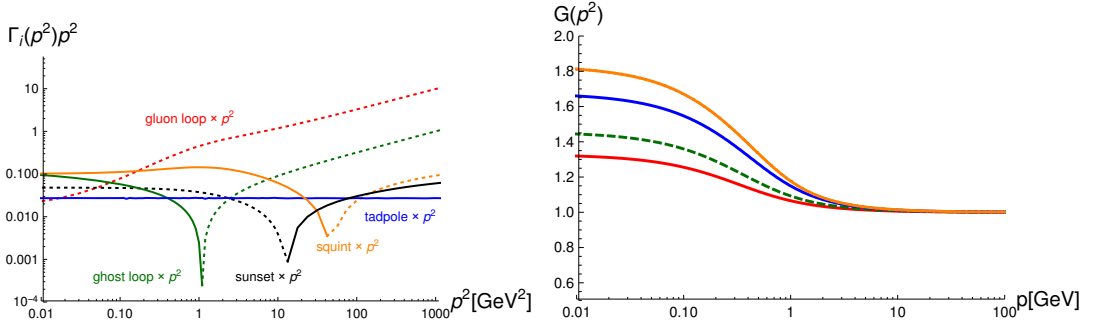 Γᵢ(p²)p²
10
1
0.100
0.010
0.001
10⁻⁴
gluon loop × p²
tadpole × p²
squint × p²
ghost loop × p²
sunset × p²
0.01 0.10 1 10 100 1000
p²[GeV²]
G(p²)
2.0
1.8
1.6
1.4
1.2
1.0
0.8
0.6
0.01 0.10 1 10 100
p[GeV]